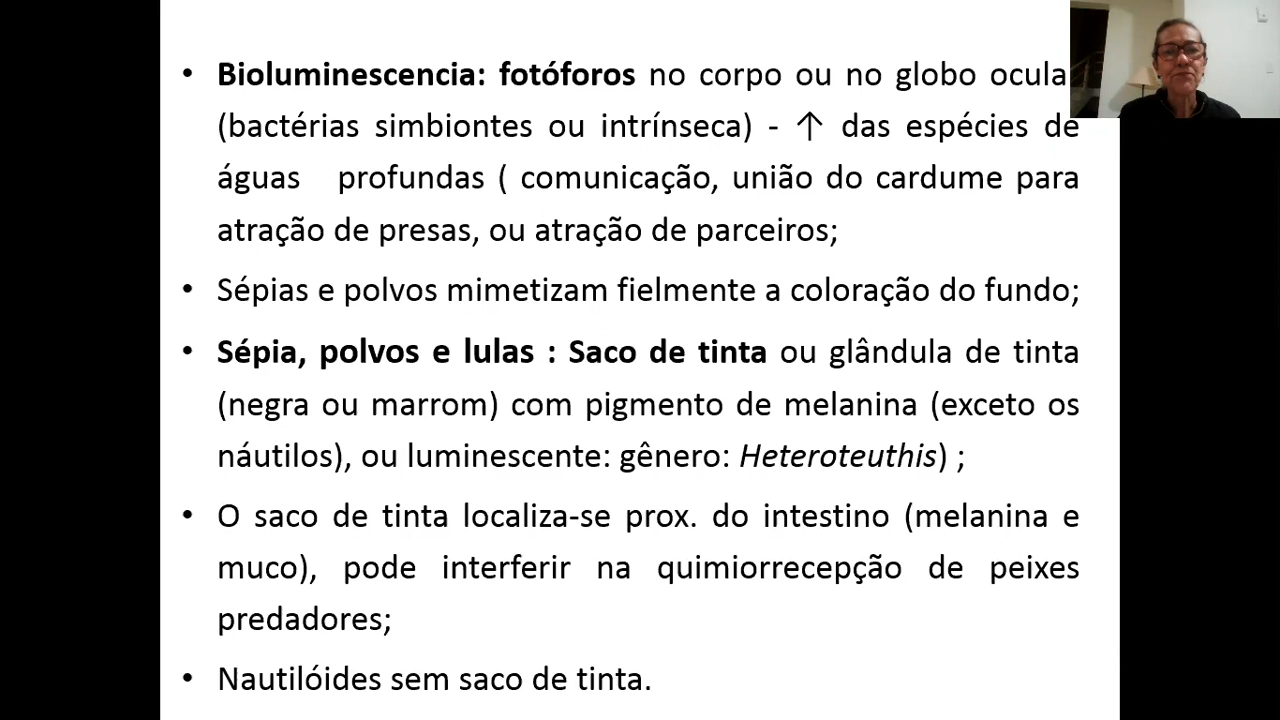 • Bioluminescencia: fotóforos no corpo ou no globo ocula
(bactérias simbiontes ou intrínseca) - ↑ das espécies de
águas profundas ( comunicação, união do cardume para
atração de presas, ou atração de parceiros;
• Sépias e polvos mimetizam fielmente a coloração do fundo;
• Sépia, polvos e lulas : Saco de tinta ou glândula de tinta
(negra ou marrom) com pigmento de melanina (exceto os
náutilos), ou luminescente: gênero: Heteroteuthis) ;
• O saco de tinta localiza-se prox. do intestino (melanina e
muco), pode interferir na quimiorrecepção de peixes
predadores;
• Nautilóides sem saco de tinta.